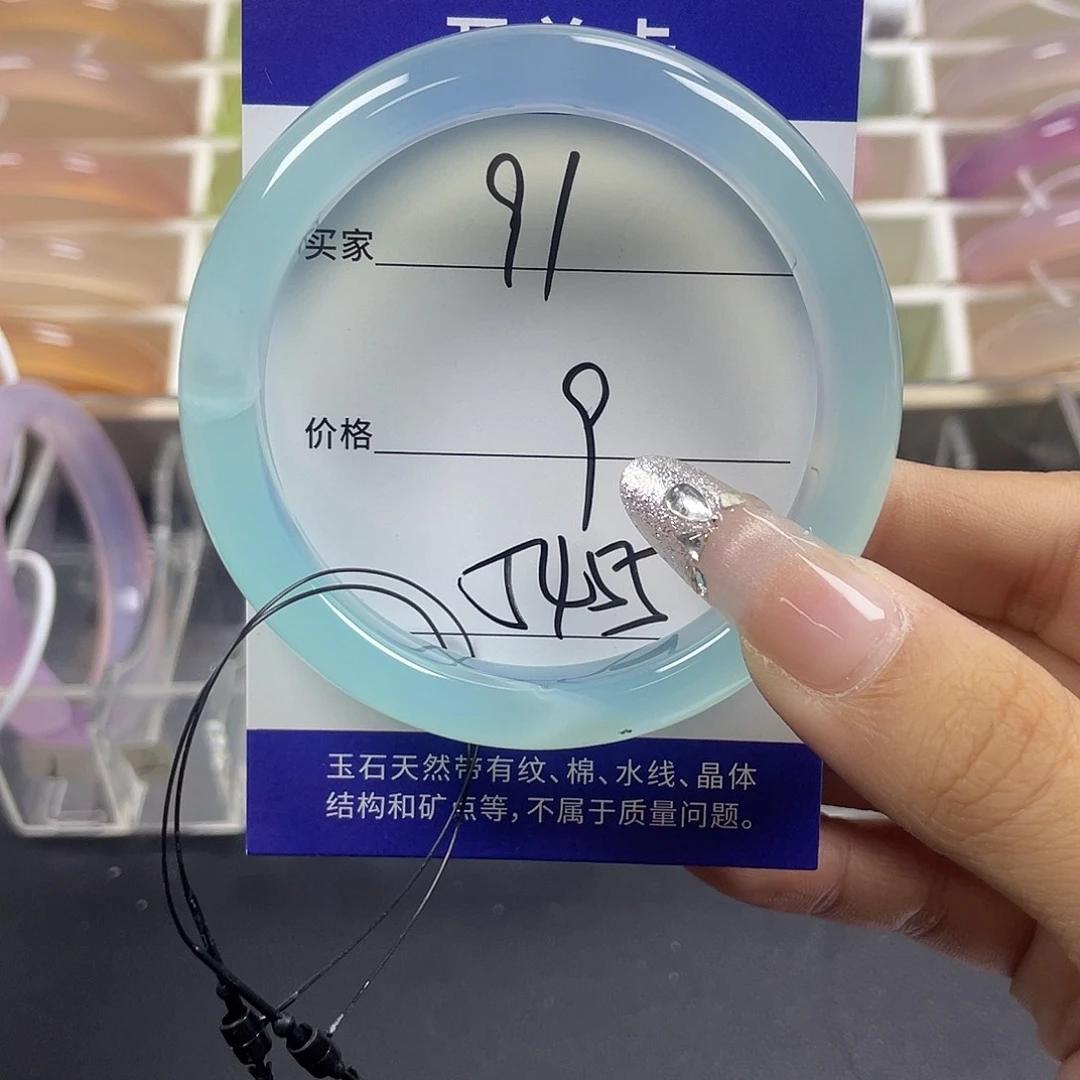 买家 91
价格 9
玉石天然带有纹、棉、水线、晶体
结构和矿点等，不属于质量问题。